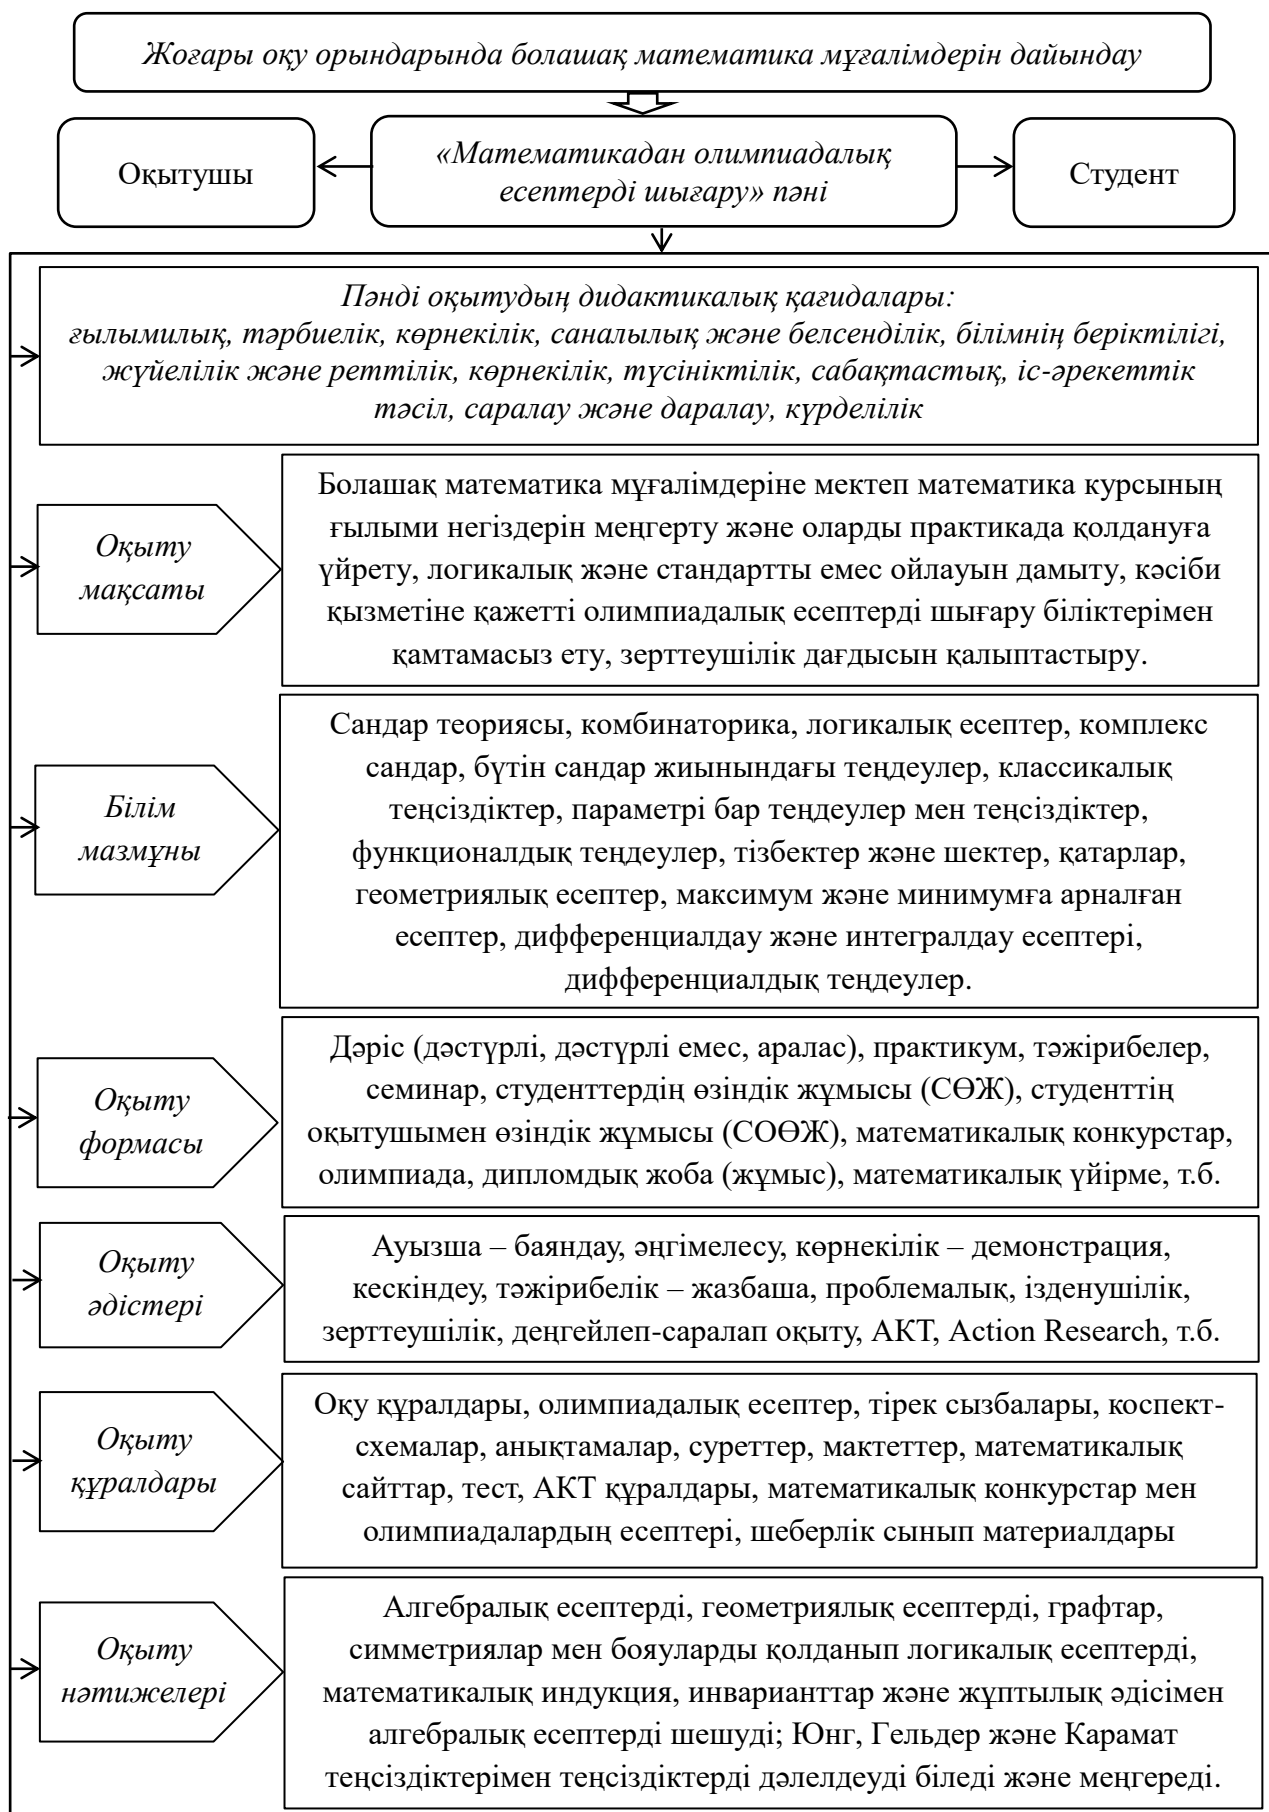 Жоғары оқу орындарында болашақ математика мұғалімдерін дайындау
Оқытушы
«Математикадан олимпиадалық
есептерді шығару» пәні
Студент
Пәнді оқытудың дидактикалық қағидалары:
ғылымилық, тәрбиелік, көрнекілік, саналылық және белсенділік, білімнің беріктілігі,
жүйелілік және реттілік, көрнекілік, түсініктілік, сабақтастық, іс-әрекеттік
тәсіл, саралау және даралау, күрделілік
Оқыту
мақсаты
Болашақ математика мұғалімдеріне мектеп математика курсының
ғылыми негіздерін меңгерту және оларды практикада қолдануға
үйрету, логикалық және стандартты емес ойлауын дамыту, кәсіби
қызметіне қажетті олимпиадалық есептерді шығару біліктерімен
қамтамасыз ету, зерттеушілік дағдысын қалыптастыру.
Білім
мазмұны
Сандар теориясы, комбинаторика, логикалық есептер, комплекс
сандар, бүтін сандар жиынындағы теңдеулер, классикалық
теңсіздіктер, параметрі бар теңдеулер мен теңсіздіктер,
функционалдық теңдеулер, тізбектер және шектер, қатарлар,
геометриялық есептер, максимум және минимумға арналған
есептер, дифференциалдау және интегралдау есептері,
дифференциалдық теңдеулер.
Оқыту
формасы
Дәріс (дәстүрлі, дәстүрлі емес, аралас), практикум, тәжірибелер,
семинар, студенттердің өзіндік жұмысы (СӨЖ), студенттің
оқытушымен өзіндік жұмысы (СОӨЖ), математикалық конкурстар,
олимпиада, дипломдық жоба (жұмыс), математикалық үйірме, т.б.
Оқыту
әдістері
Ауызша – баяндау, әңгімелесу, көрнекілік – демонстрация,
кескіндеу, тәжірибелік – жазбаша, проблемалық, ізденушілік,
зерттеушілік, деңгейлеп-саралап оқыту, АКТ, Action Research, т.б.
Оқыту
құралдары
Оқу құралдары, олимпиадалық есептер, тірек сызбалары, коспект-
схемалар, анықтамалар, суреттер, мактеттер, математикалық
сайттар, тест, АКТ құралдары, математикалық конкурстар мен
олимпиадалардың есептері, шеберлік сынып материалдары
Оқыту
нәтижелері
Алгебралық есептерді, геометриялық есептерді, графтар,
симметриялар мен бояуларды қолданып логикалық есептерді,
математикалық индукция, инварианттар және жұптылық әдісімен
алгебралық есептерді шешуді; Юнг, Гельдер және Карамат
теңсіздіктерімен теңсіздіктерді дәлелдеуді біледі және меңгереді.